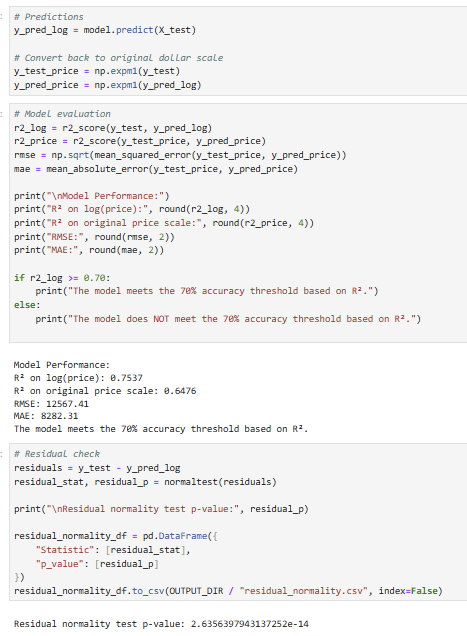 # Predictions
y_pred_log = model.predict(X_test)
# Convert back to original dollar scale
y_test_price = np.expm1(y_test)
y_pred_price = np.expm1(y_pred_log)
# Model evaluation
r2_log = r2_score(y_test, y_pred_log)
r2_price = r2_score(y_test_price, y_pred_price)
rmse = np.sqrt(mean_squared_error(y_test_price, y_pred_price))
mae = mean_absolute_error(y_test_price, y_pred_price)
print("\nModel Performance:")
print("R² on log(price):", round(r2_log, 4))
print("R² on original price scale:", round(r2_price, 4))
print("RMSE:", round(rmse, 2))
print("MAE:", round(mae, 2))
if r2_log >= 0.70:
    print("The model meets the 70% accuracy threshold based on R².")
else:
    print("The model does NOT meet the 70% accuracy threshold based on R².")
Model Performance:
R² on log(price): 0.7537
R² on original price scale: 0.6476
RMSE: 12567.41
MAE: 8282.31
The model meets the 70% accuracy threshold based on R².
# Residual check
residuals = y_test - y_pred_log
residual_stat, residual_p = normaltest(residuals)
print("\nResidual normality test p-value:", residual_p)
residual_normality_df = pd.DataFrame({
    "Statistic": [residual_stat],
    "p_value": [residual_p]
})
residual_normality_df.to_csv(OUTPUT_DIR / "residual_normality.csv", index=False)
Residual normality test p-value: 2.6356397943137252e-14